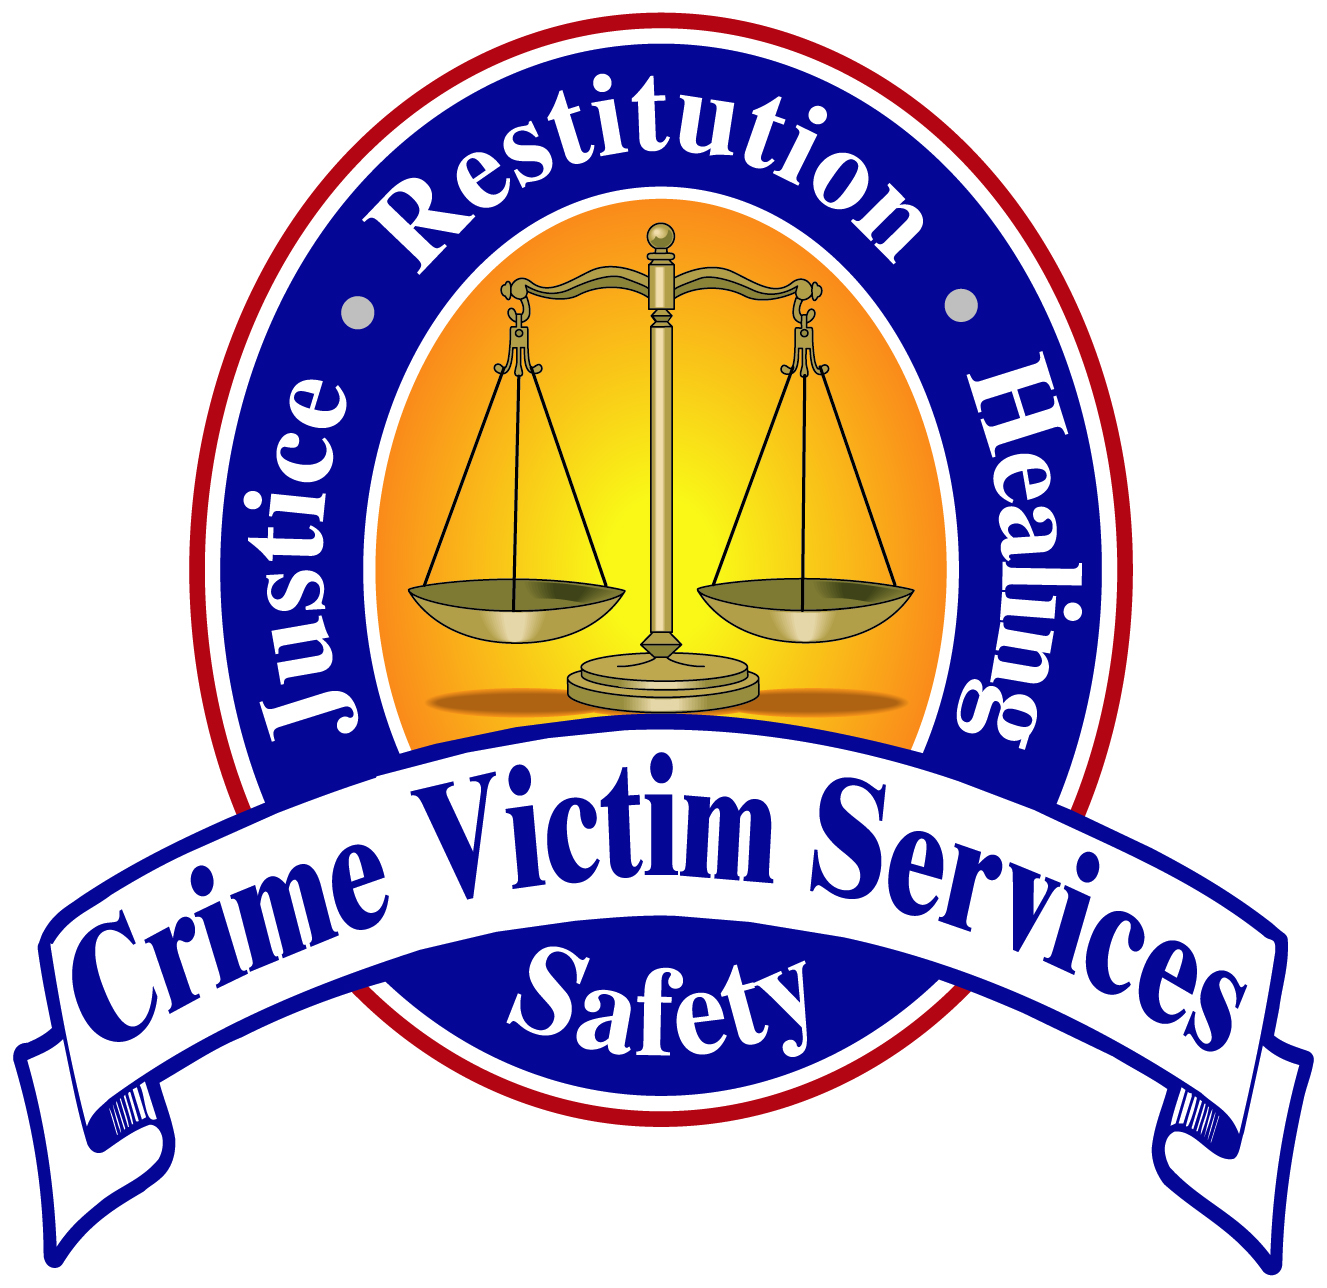 Justice • Restitution • Healing
Crime Victim Services
Safety